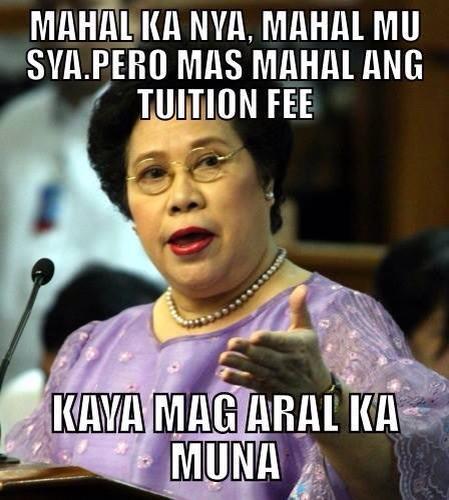 MAHAL KA NYA, MAHAL MU
SYA.PERO MAS MAHAL ANG
TUITION FEE
KAYA MAG ARAL KA
MUNA